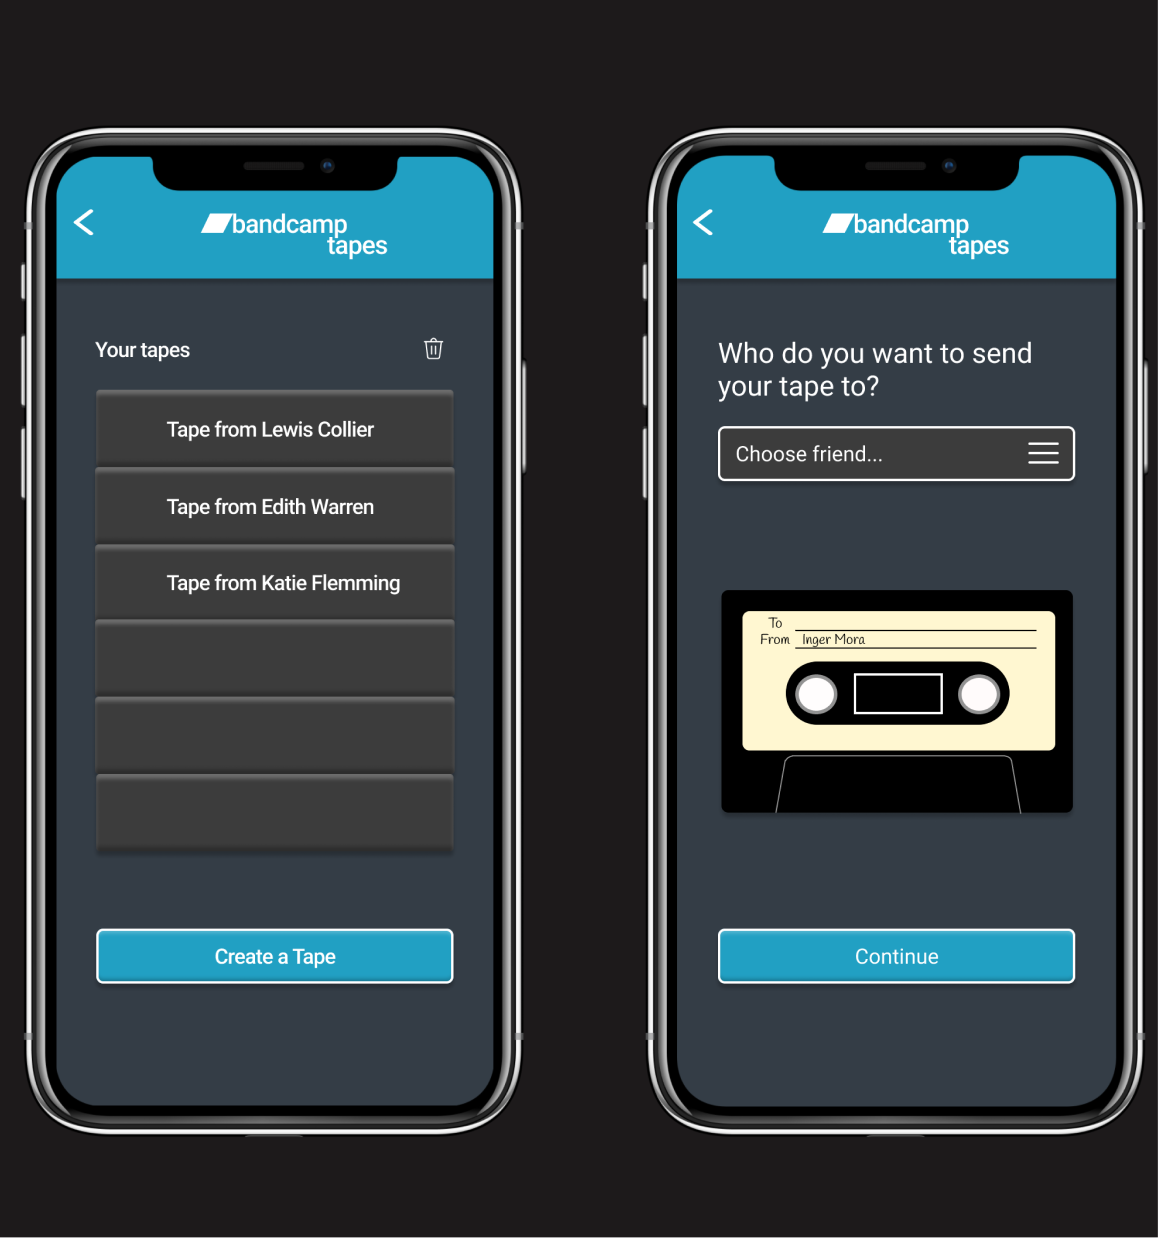 bandcamp
tapes
Your tapes
Tape from Lewis Collier
Tape from Edith Warren
Tape from Katie Flemming
Create a Tape
bandcamp
tapes
Who do you want to send
your tape to?
Choose friend...
To
From Inger Mora
Continue